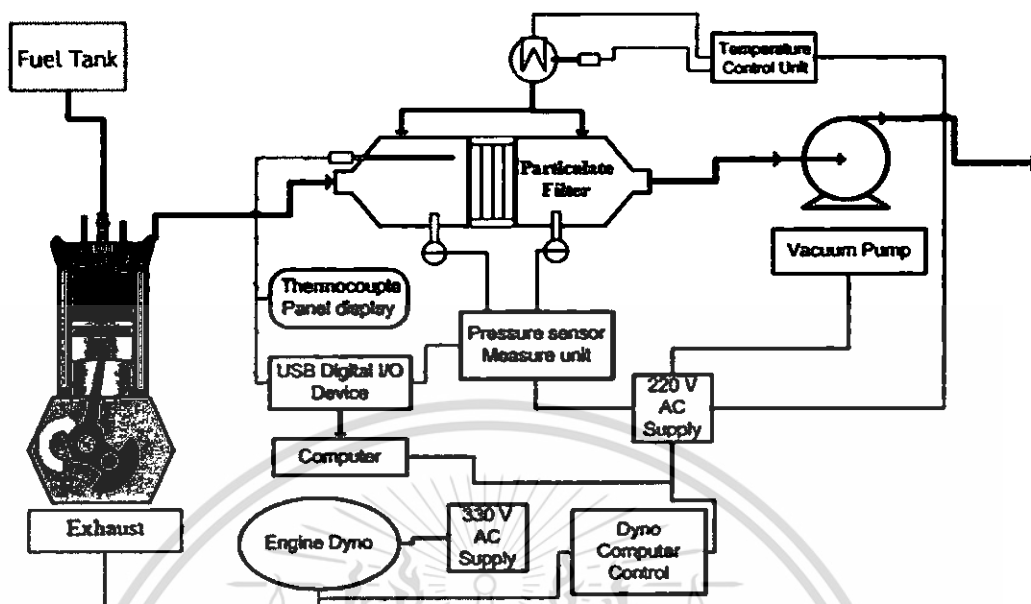 Fuel Tank
Temperature
Control Unit
Particulate
Filter
Vacuum Pump
Thermocouple
Panel display
Pressure sensor
Measure unit
USB Digital I/O
Device
220 V
AC
Supply
Computer
Exhaust
Engine Dyno
330 V
AC
Supply
Dyno
Computer
Control